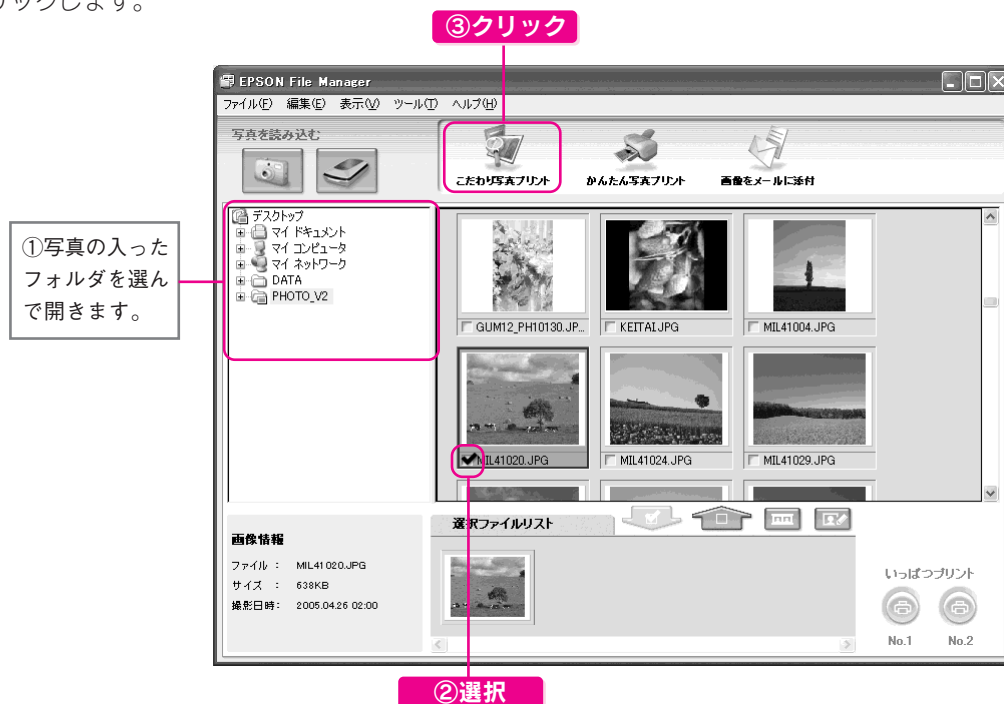 リックします。
③クリック
EPSON File Manager
ファイル(F) 編集(E) 表示(V) ツール(T) ヘルプ(H)
写真を読み込む
こだわり写真プリント かんたん写真プリント 画像をメールに添付
①写真の入った
フォルダを選ん
で開きます。
デスクトップ
マイ ドキュメント
マイ コンピュータ
マイ ネットワーク
DATA
PHOTO_V2
GUM12_PH10130.JP... KEITAI.JPG MIL41004.JPG
MIL41020.JPG MIL41024.JPG MIL41029.JPG
選択ファイルリスト
画像情報
ファイル : MIL41020.JPG
サイズ : 638KB
撮影日時: 2005.04.26 02:00
いっぱつプリント
No.1 No.2
②選択